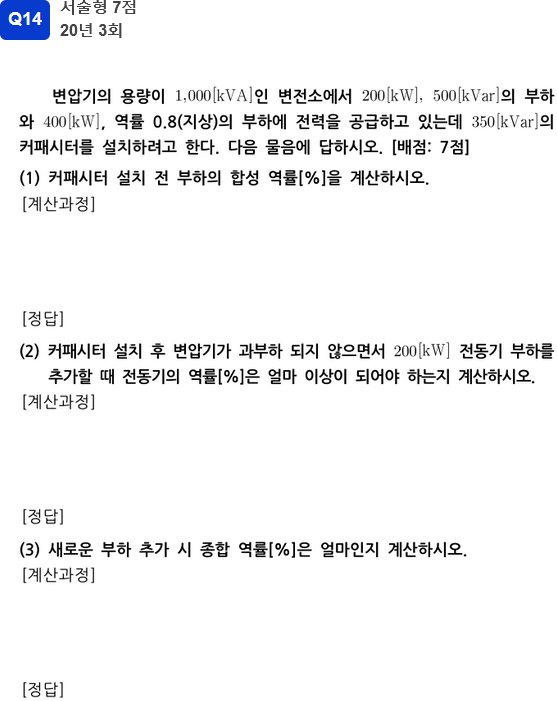 Q14
서술형 7점
20년 3회
변압기의 용량이 1,000[kVA]인 변전소에서 200[kW], 500[kVar]의 부하
와 400[kW], 역률 0.8(지상)의 부하에 전력을 공급하고 있는데 350[kVar]의
커패시터를 설치하려고 한다. 다음 물음에 답하시오. [배점: 7점]
(1) 커패시터 설치 전 부하의 합성 역률[%]을 계산하시오.
[계산과정]
[정답]
(2) 커패시터 설치 후 변압기가 과부하 되지 않으면서 200[kW] 전동기 부하를
추가할 때 전동기의 역률[%]은 얼마 이상이 되어야 하는지 계산하시오.
[계산과정]
[정답]
(3) 새로운 부하 추가 시 종합 역률[%]은 얼마인지 계산하시오.
[계산과정]
[정답]